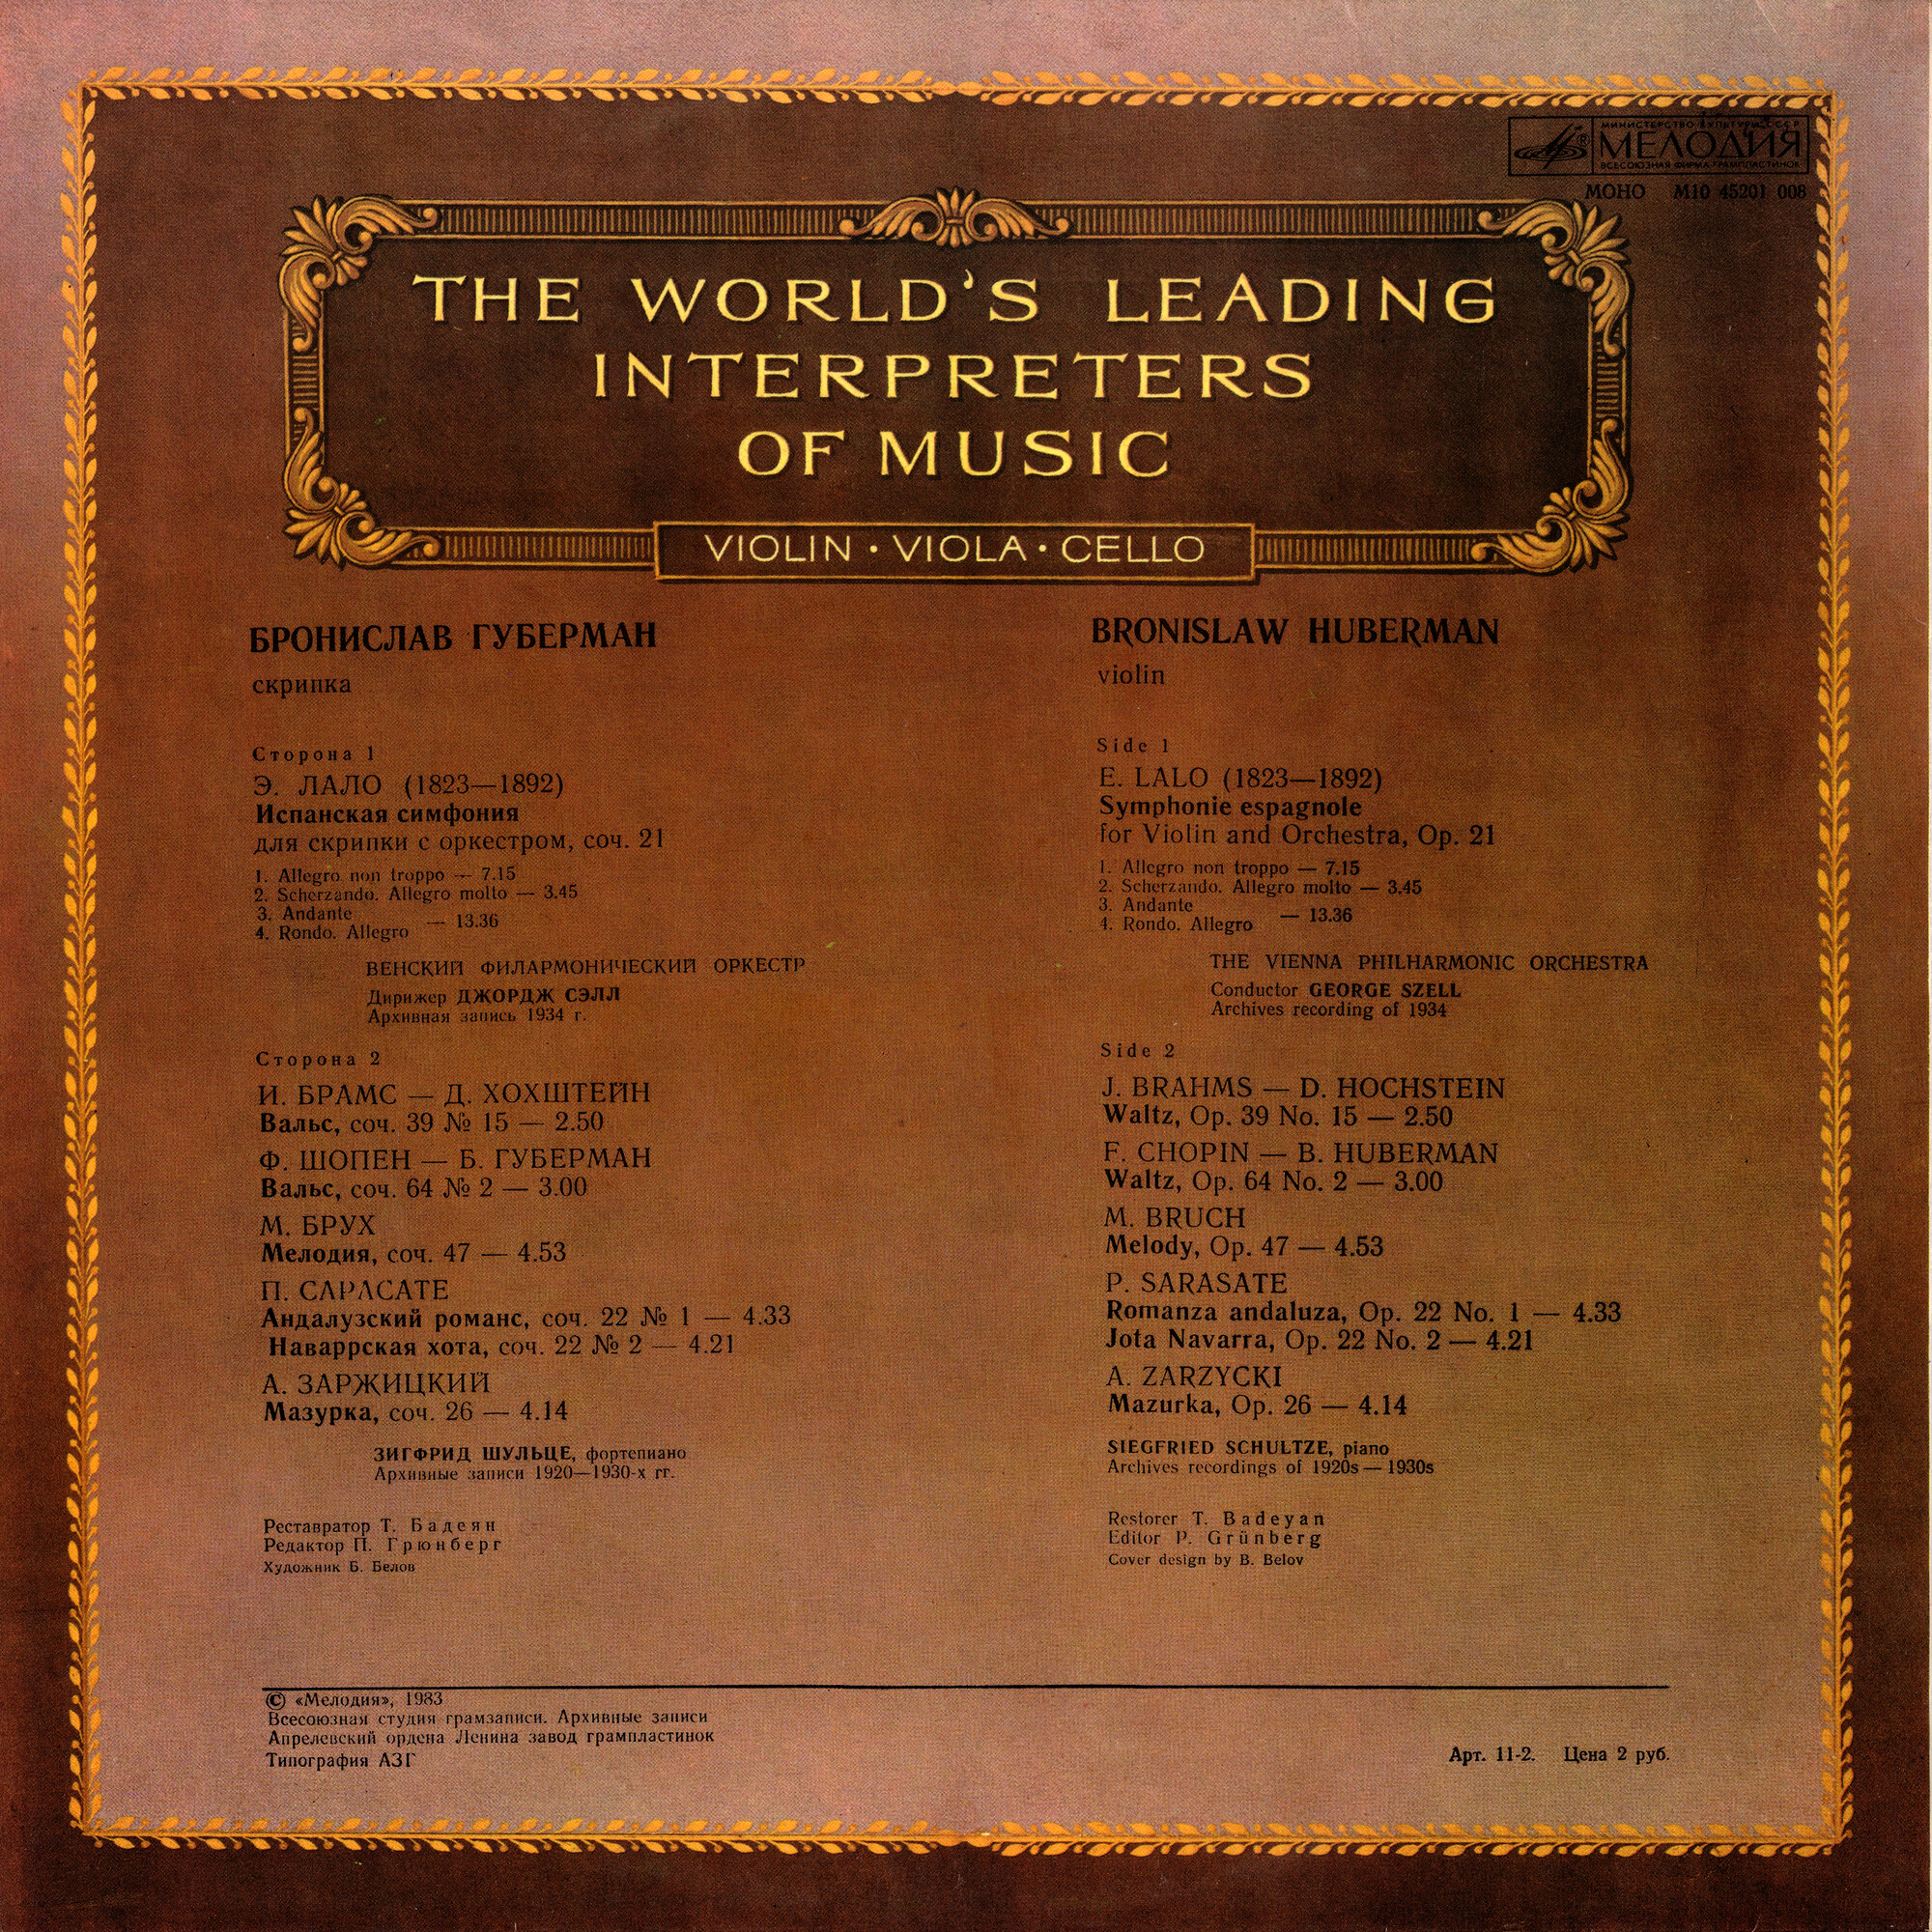 МИНИСТЕРСТВО КУЛЬТУРЫ СССР
МЕЛОДИЯ
ВСЕСОЮЗНАЯ ФИРМА ГРАМПЛАСТИНОК
МОНО М10 45201 008
THE WORLD'S LEADING
INTERPRETERS
OF MUSIC
VIOLIN · VIOLA · CELLO
БРОНИСЛАВ ГУБЕРМАН
скрипка
Сторона 1
Э. ЛАЛО (1823—1892)
Испанская симфония
для скрипки с оркестром, соч. 21
1. Allegro non troppo — 7.15
2. Scherzando. Allegro molto — 3.45
3. Andante
— 13.36
4. Rondo. Allegro
ВЕНСКИЙ ФИЛАРМОНИЧЕСКИЙ ОРКЕСТР
Дирижер ДЖОРДЖ СЭЛЛ
Архивная запись 1934 г.
Сторона 2
И. БРАМС — Д. ХОХШТЕЙН
Вальс, соч. 39 № 15 — 2.50
Ф. ШОПЕН — Б. ГУБЕРМАН
Вальс, соч. 64 № 2 — 3.00
М. БРУХ
Мелодия, соч. 47 — 4.53
П. САРАСАТЕ
Андалузский романс, соч. 22 № 1 — 4.33
Наваррская хота, соч. 22 № 2 — 4.21
А. ЗАРЖИЦКИЙ
Мазурка, соч. 26 — 4.14
ЗИГФРИД ШУЛЬЦЕ, фортепиано
Архивные записи 1920—1930-х гг.
Реставратор Т. Бадеян
Редактор П. Грюнберг
Художник Б. Белов
BRONISLAW HUBERMAN
violin
Side 1
E. LALO (1823—1892)
Symphonie espagnole
for Violin and Orchestra, Op. 21
1. Allegro non troppo — 7.15
2. Scherzando. Allegro molto — 3.45
3. Andante
— 13.36
4. Rondo. Allegro
THE VIENNA PHILHARMONIC ORCHESTRA
Conductor GEORGE SZELL
Archives recording of 1934
Side 2
J. BRAHMS — D. HOCHSTEIN
Waltz, Op. 39 No. 15 — 2.50
F. CHOPIN — B. HUBERMAN
Waltz, Op. 64 No. 2 — 3.00
M. BRUCH
Melody, Op. 47 — 4.53
P. SARASATE
Romanza andaluza, Op. 22 No. 1 — 4.33
Jota Navarra, Op. 22 No. 2 — 4.21
A. ZARZYCKI
Mazurka, Op. 26 — 4.14
SIEGFRIED SCHULTZE, piano
Archives recordings of 1920s — 1930s
Restorer T. Badeyan
Editor P. Grünberg
Cover design by B. Belov
© «Мелодия», 1983
Всесоюзная студия грамзаписи. Архивные записи
Апрелевский ордена Ленина завод грампластинок
Типография АЗГ
Арт. 11-2. Цена 2 руб.